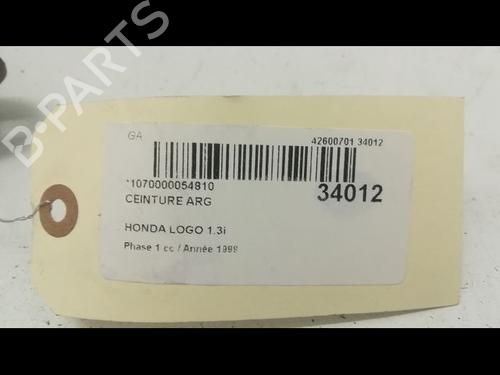 GA
42600701 34012
*1070000054810
34012
CEINTURE ARG
HONDA LOGO 1.3i
Phase 1 cc / Année 1999
B-PARTS